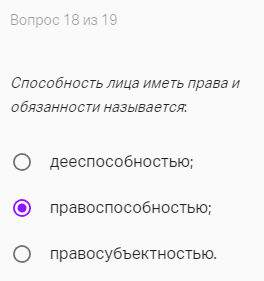 Вопрос 18 из 19
Способность лица иметь права и
обязанности называется:
дееспособностью;
правоспособностью;
правосубъектностью.